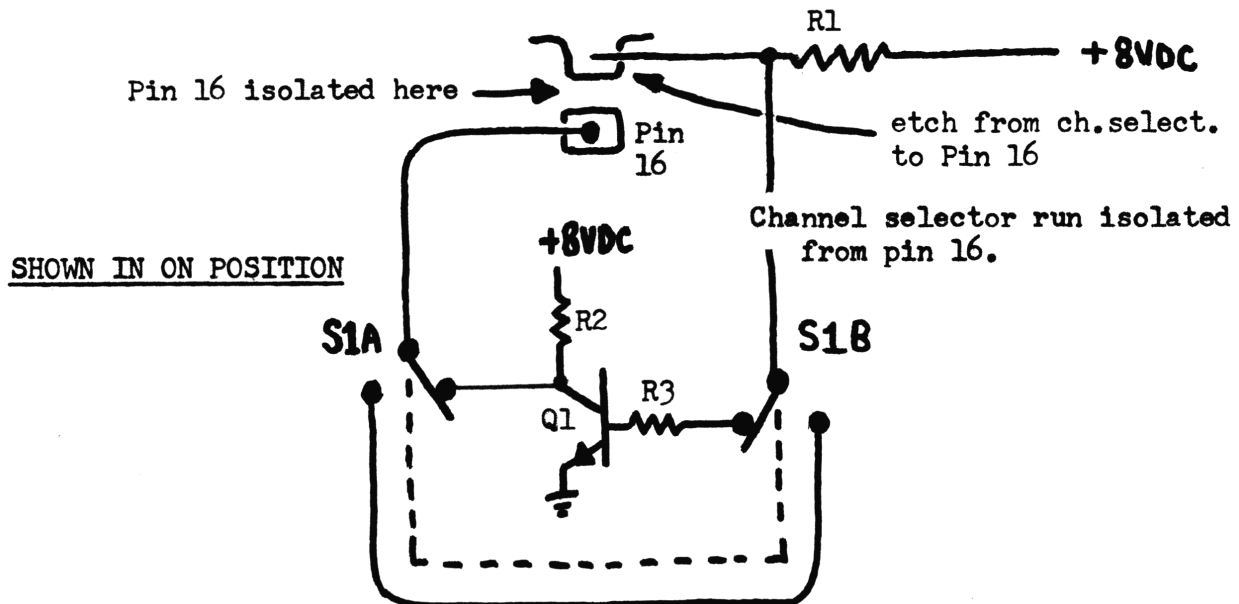 R1
+8VDC
Pin 16 isolated here
Pin
16
etch from ch.select.
to Pin 16
Channel selector run isolated
from pin 16.
+8VDC
SHOWN IN ON POSITION
R2
S1A
S1B
R3
Q1